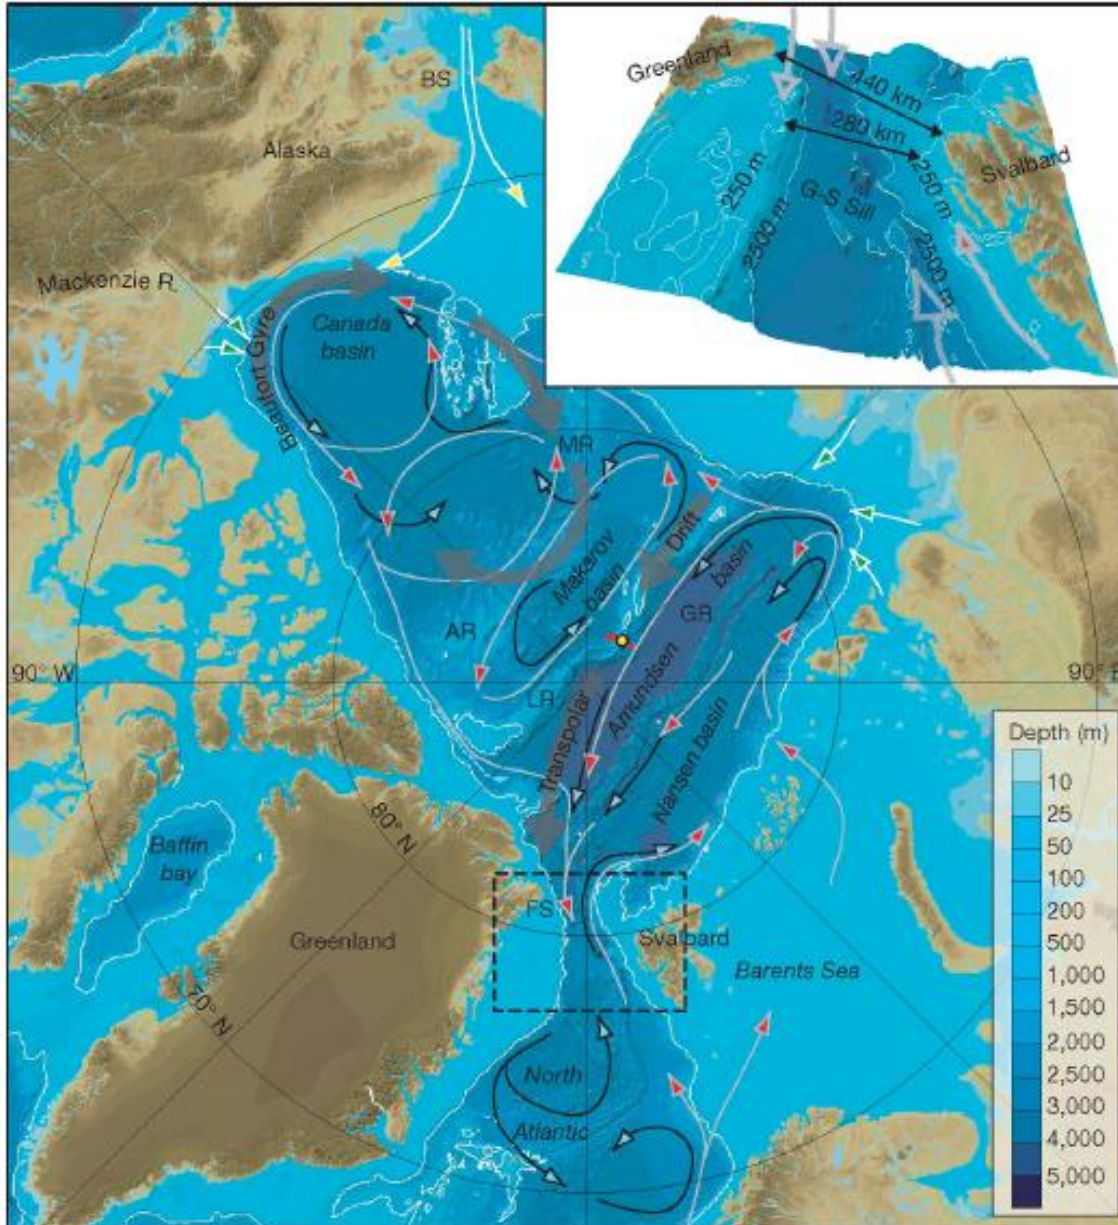 BS
Alaska
Mackenzie R.
Beaufort Gyre
Canada
basin
MR
Drift
Makarov
basin
basin
GR
AR
Amundsen
90° W
90° E
LR
Transpolar
Nansen basin
80° N
Baffin
bay
FS
Greenland
Svalbard
Barents Sea
70° N
North
Atlantic
Greenland
440 km
280 km
Svalbard
250 m
250 m
G-S Sill
2500 m
2500 m
Depth (m)
10
25
50
100
200
500
1,000
1,500
2,000
2,500
3,000
4,000
5,000